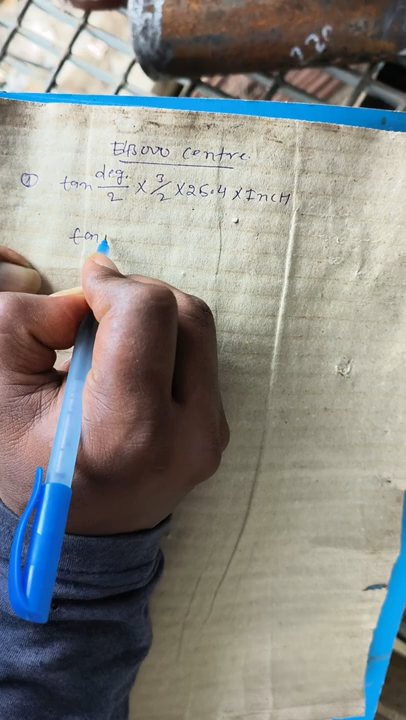 Elbow centre.
① tan deg./2 × 3/2 × 25.4 × InCH
tan